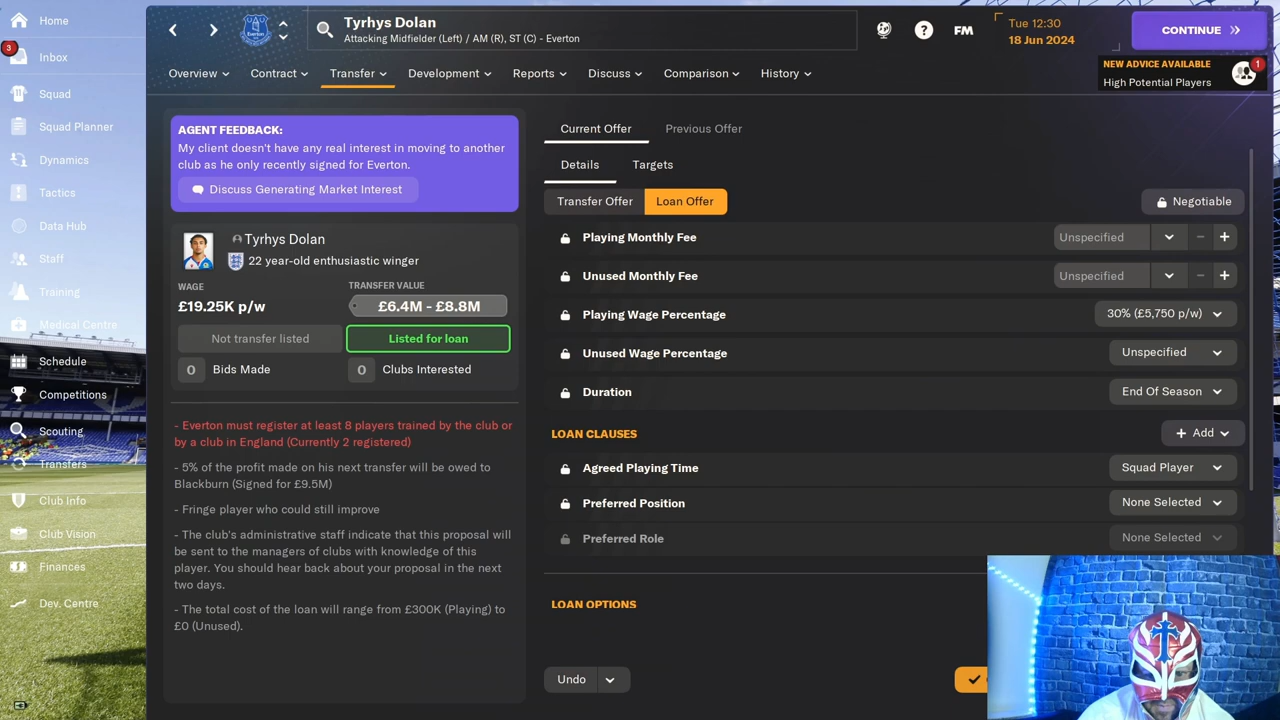 Home
3
Inbox
Squad
Squad Planner
Dynamics
Tactics
Data Hub
Staff
Training
Medical Centre
Schedule
Competitions
Scouting
Transfers
Club Info
Club Vision
Finances
Dev. Centre
Tyrhys Dolan
Attacking Midfielder (Left) / AM (R), ST (C) - Everton
?
FM
Tue 12:30
18 Jun 2024
CONTINUE
Overview
Contract
Transfer
Development
Reports
Discuss
Comparison
History
NEW ADVICE AVAILABLE
High Potential Players
1
AGENT FEEDBACK:
My client doesn't have any real interest in moving to another
club as he only recently signed for Everton.
Discuss Generating Market Interest
Tyrhys Dolan
22 year-old enthusiastic winger
WAGE
£19.25K p/w
TRANSFER VALUE
£6.4M - £8.8M
Not transfer listed
Listed for loan
0 Bids Made
0 Clubs Interested
- Everton must register at least 8 players trained by the club or
by a club in England (Currently 2 registered)
- 5% of the profit made on his next transfer will be owed to
Blackburn (Signed for £9.5M)
- Fringe player who could still improve
- The club's administrative staff indicate that this proposal will
be sent to the managers of clubs with knowledge of this
player. You should hear back about your proposal in the next
two days.
- The total cost of the loan will range from £300K (Playing) to
£0 (Unused).
Current Offer
Previous Offer
Details
Targets
Transfer Offer
Loan Offer
Negotiable
Playing Monthly Fee
Unspecified
Unused Monthly Fee
Unspecified
Playing Wage Percentage
30% (£5,750 p/w)
Unused Wage Percentage
Unspecified
Duration
End Of Season
LOAN CLAUSES
Add
Agreed Playing Time
Squad Player
Preferred Position
None Selected
Preferred Role
None Selected
LOAN OPTIONS
Undo